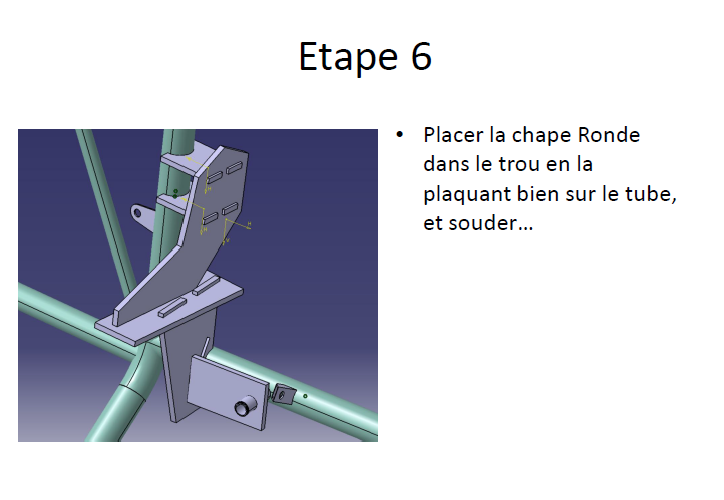 Etape 6
• Placer la chape Ronde
dans le trou en la
plaquant bien sur le tube,
et souder...